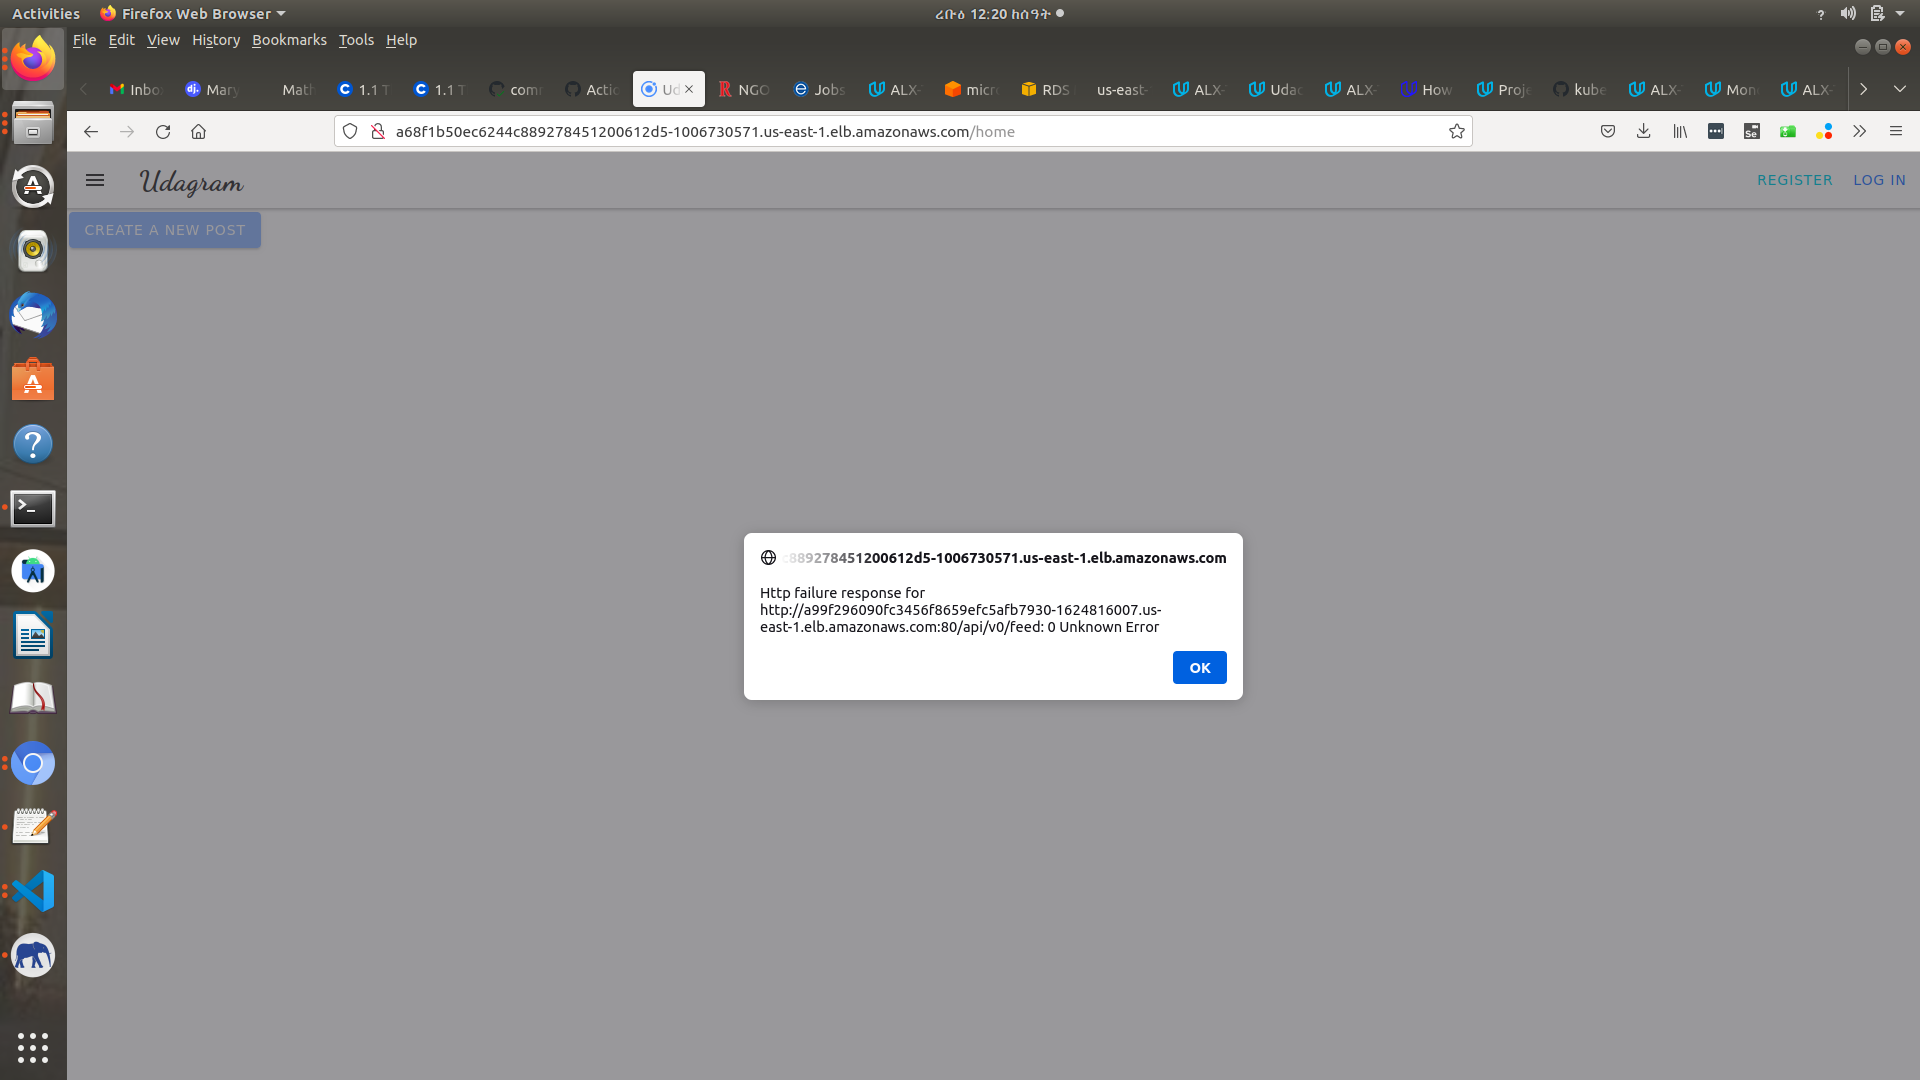 Activities Firefox Web Browser ረቡዕ 12:20 ከሰዓት ?
File Edit View History Bookmarks Tools Help
Inbo Mary Math 1.1 T 1.1 T com Actio Ud NGO Jobs ALX- micr RDS us-east- ALX- Udac ALX- How Proje kube ALX- Mon ALX-
a68f1b50ec6244c889278451200612d5-1006730571.us-east-1.elb.amazonaws.com/home
Udagram REGISTER LOG IN
CREATE A NEW POST
c889278451200612d5-1006730571.us-east-1.elb.amazonaws.com
Http failure response for
http://a99f296090fc3456f8659efc5afb7930-1624816007.us-
east-1.elb.amazonaws.com:80/api/v0/feed: 0 Unknown Error
OK